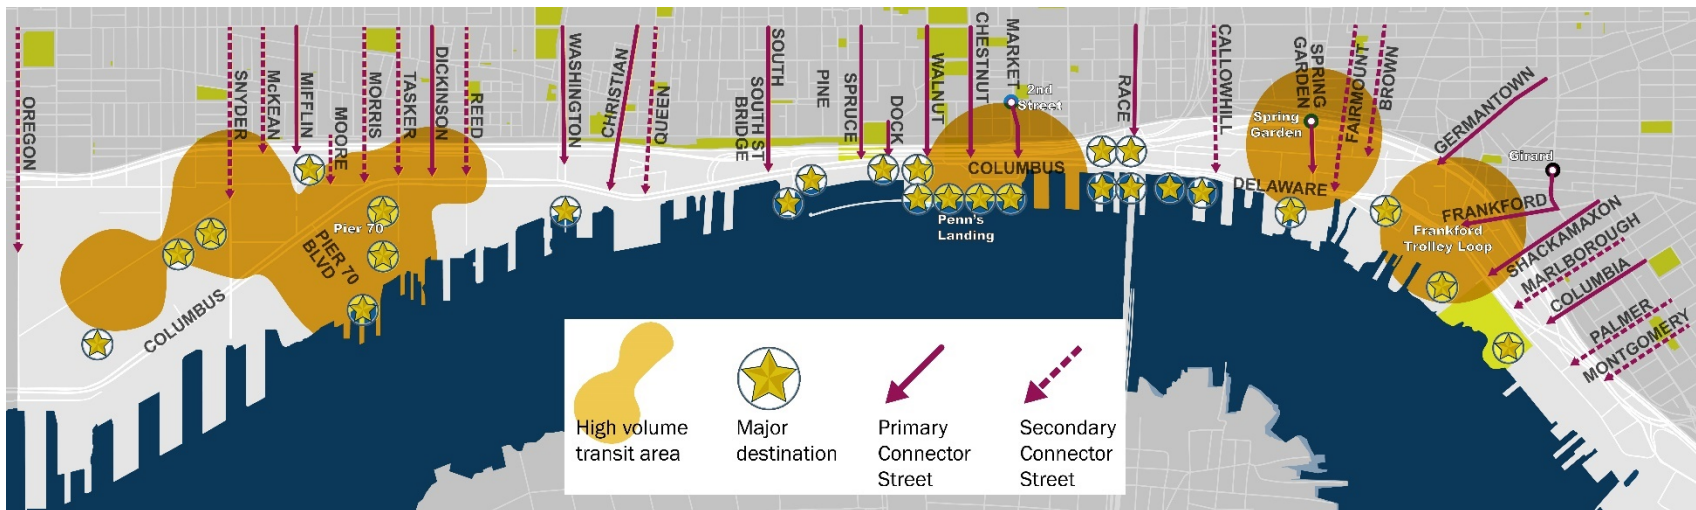 OREGON
SNYDER
McKEAN
MIFFLIN
MOORE
MORRIS
TASKER
DICKINSON
REED
WASHINGTON
CHRISTIAN
QUEEN
SOUTH
SOUTH ST
BRIDGE
PINE
SPRUCE
DOCK
WALNUT
CHESTNUT
MARKET
2nd
Street
RACE
CALLOWHILL
SPRING
GARDEN
Spring
Garden
FAIRMOUNT
BROWN
GERMANTOWN
Girard
COLUMBUS
DELAWARE
FRANKFORD
Frankford
Trolley Loop
SHACKAMAXON
MARLBOROUGH
COLUMBIA
PALMER
MONTGOMERY
Pier 70
PIER 70
BLVD
COLUMBUS
Penn's
Landing
High volume
transit area
Major
destination
Primary
Connector
Street
Secondary
Connector
Street